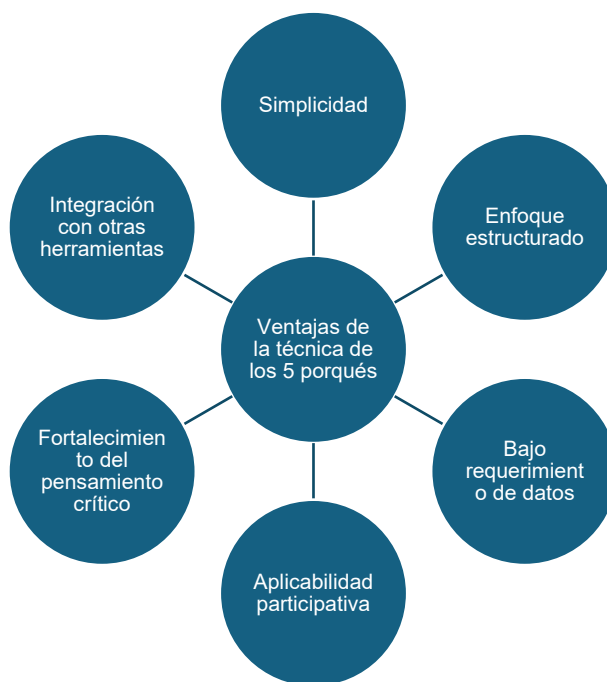 Simplicidad
Integración
con otras
herramientas
Enfoque
estructurado
Ventajas de
la técnica de
los 5 porqués
Fortalecimien
to del
pensamiento
crítico
Bajo
requerimient
o de datos
Aplicabilidad
participativa